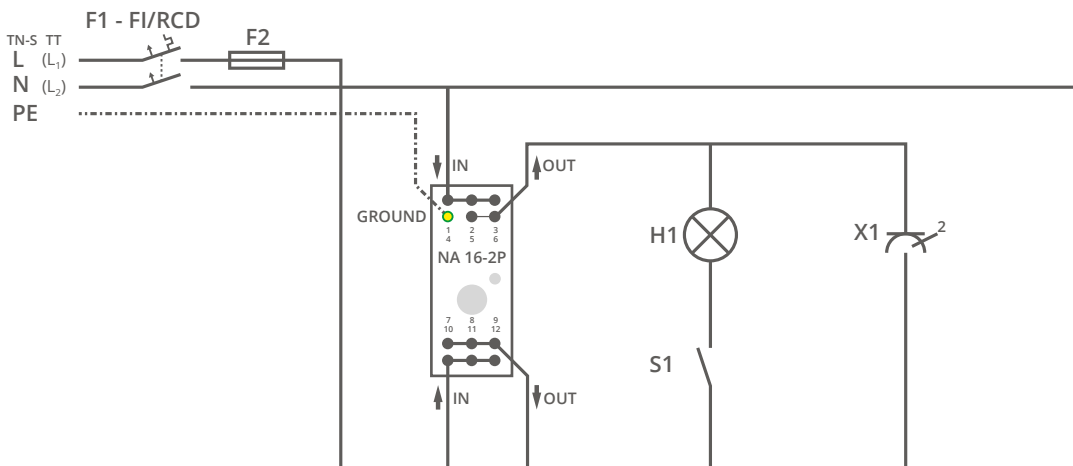 F1 - FI/RCD
TN-S TT
F2
L (L₁)
N (L₂)
PE
IN
OUT
GROUND
1 2 3
4 5 6
H1
X1
2
NA 16-2P
7 8 9
10 11 12
S1
IN
OUT